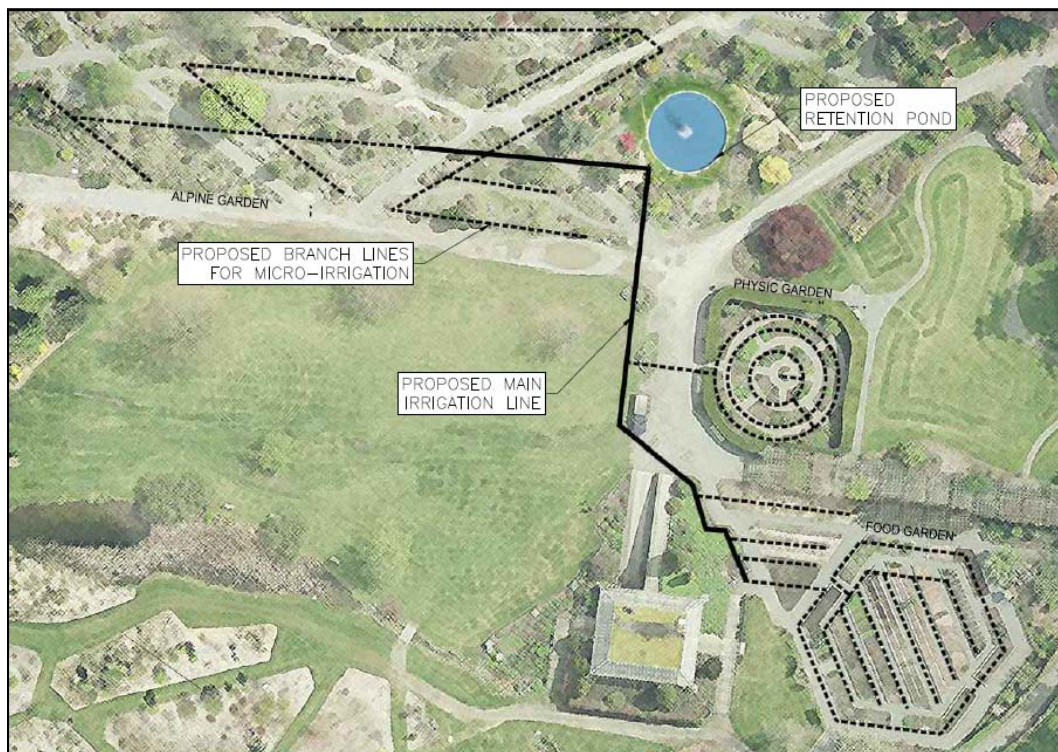 PROPOSED
RETENTION POND
ALPINE GARDEN
PROPOSED BRANCH LINES
FOR MICRO-IRRIGATION
PHYSIC GARDEN
PROPOSED MAIN
IRRIGATION LINE
FOOD GARDEN